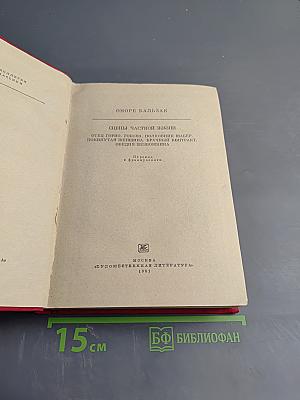 ОНОРЕ БАЛЬЗАК
СЦЕНЫ ЧАСТНОЙ ЖИЗНИ
ОТЕЦ ГОРИО. ГОБСЕК. ПОЛКОВНИК ШАБЕР.
ПОКИНУТАЯ ЖЕНЩИНА. БРАЧНЫЙ КОНТРАКТ.
ОБЕДНЯ БЕЗБОЖНИКА
Перевод
с французского
МОСКВА
«ХУДОЖЕСТВЕННАЯ ЛИТЕРАТУРА»
1981
15 см
БФ БИБЛИОФАН